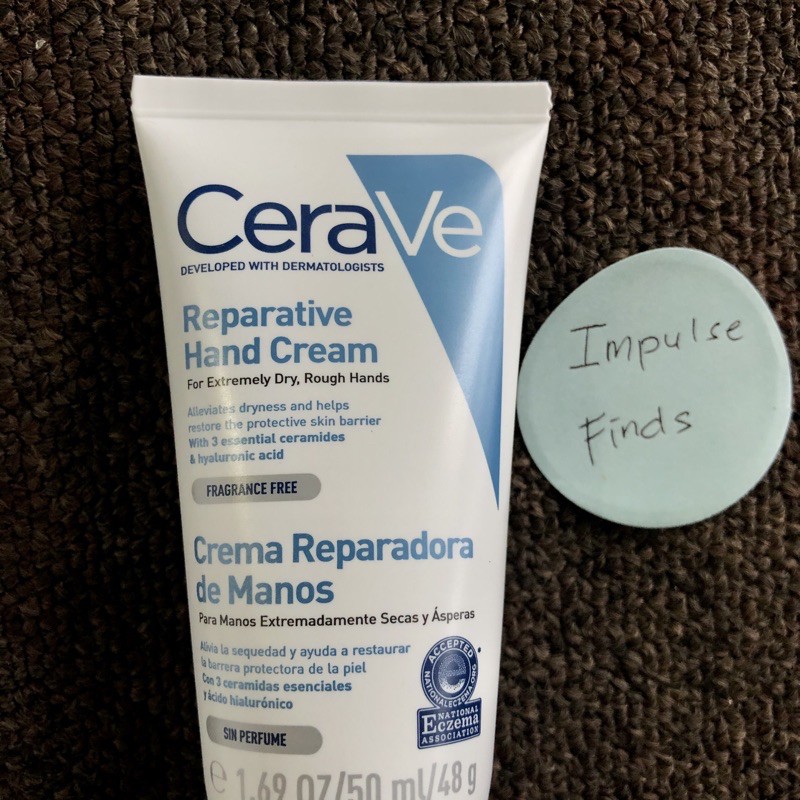 CeraVe
DEVELOPED WITH DERMATOLOGISTS
Reparative
Hand Cream
For Extremely Dry, Rough Hands
Alleviates dryness and helps
restore the protective skin barrier
With 3 essential ceramides
& hyaluronic acid
FRAGRANCE FREE
Crema Reparadora
de Manos
Para Manos Extremadamente Secas y Ásperas
Alivia la sequedad y ayuda a restaurar
la barrera protectora de la piel
Con 3 ceramidas esenciales
y ácido hialurónico
SIN PERFUME
ACCEPTED
NATIONALECZEMA.ORG
NATIONAL
Eczema
ASSOCIATION
e 1.69 OZ/50 ml/48 g
Impulse
Finds